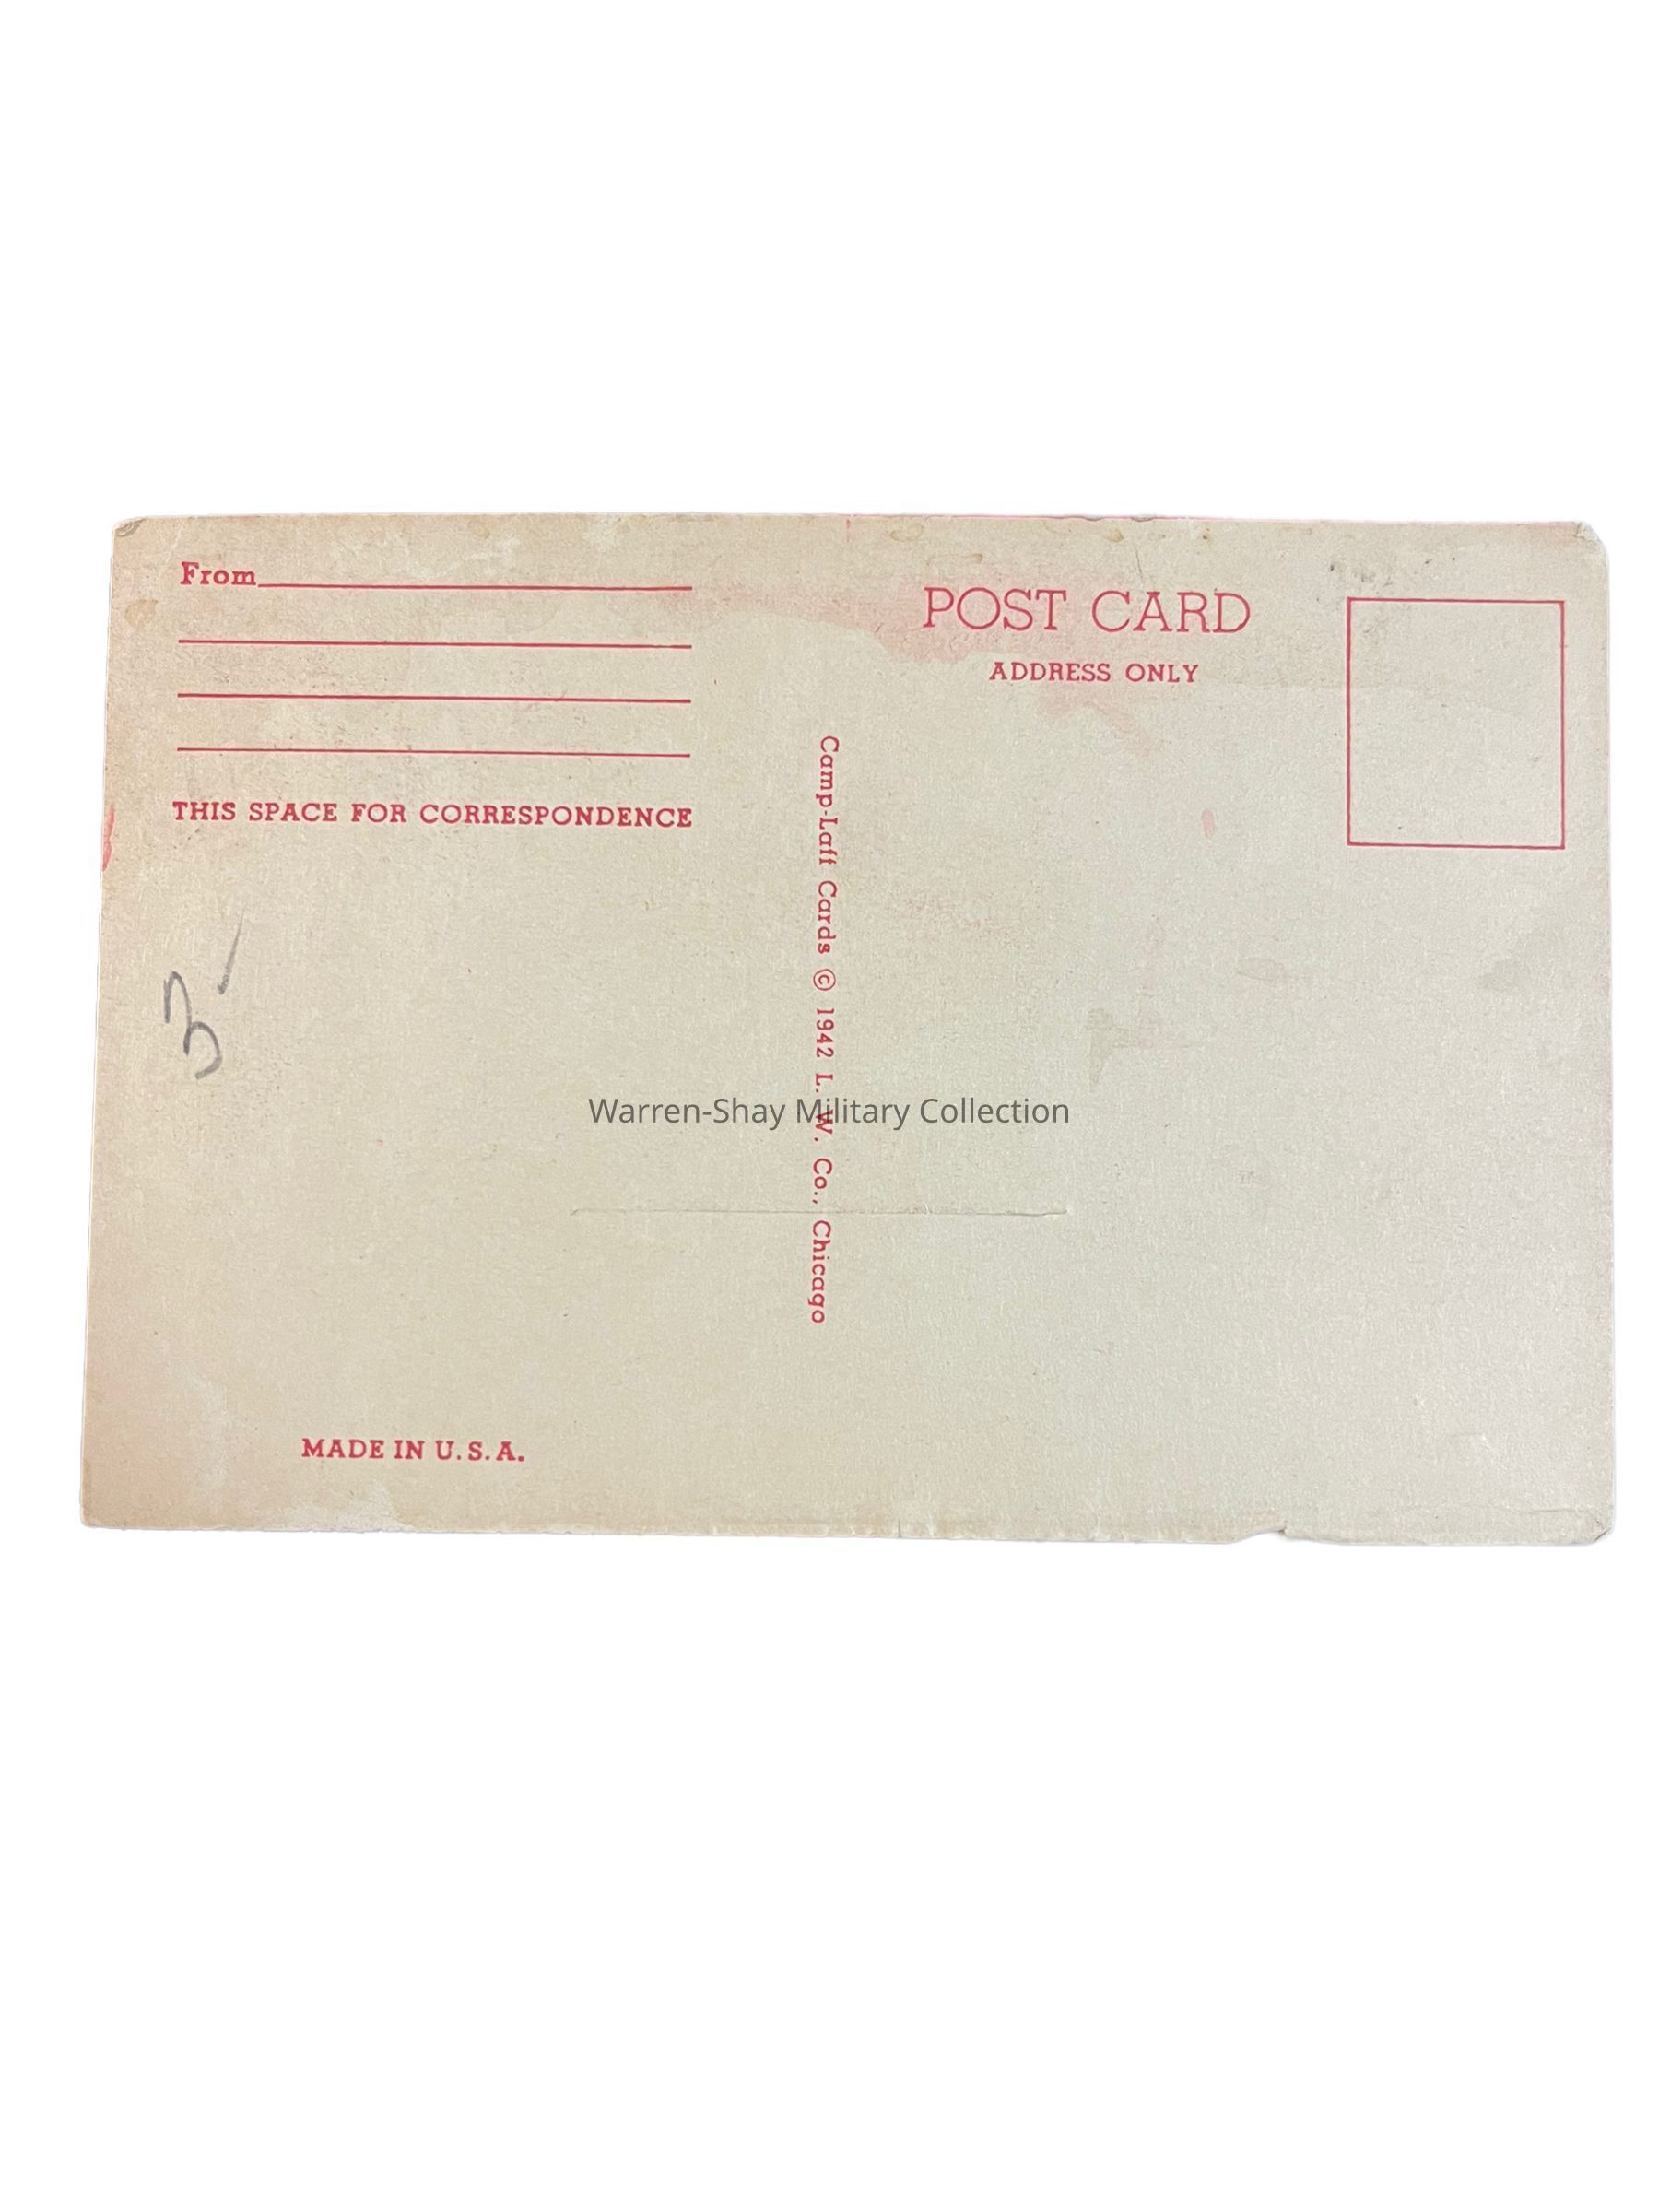 From
THIS SPACE FOR CORRESPONDENCE
3-
MADE IN U.S.A.
Camp-Laff Cards © 1942 L. W. Co., Chicago
POST CARD
ADDRESS ONLY
Warren-Shay Military Collection